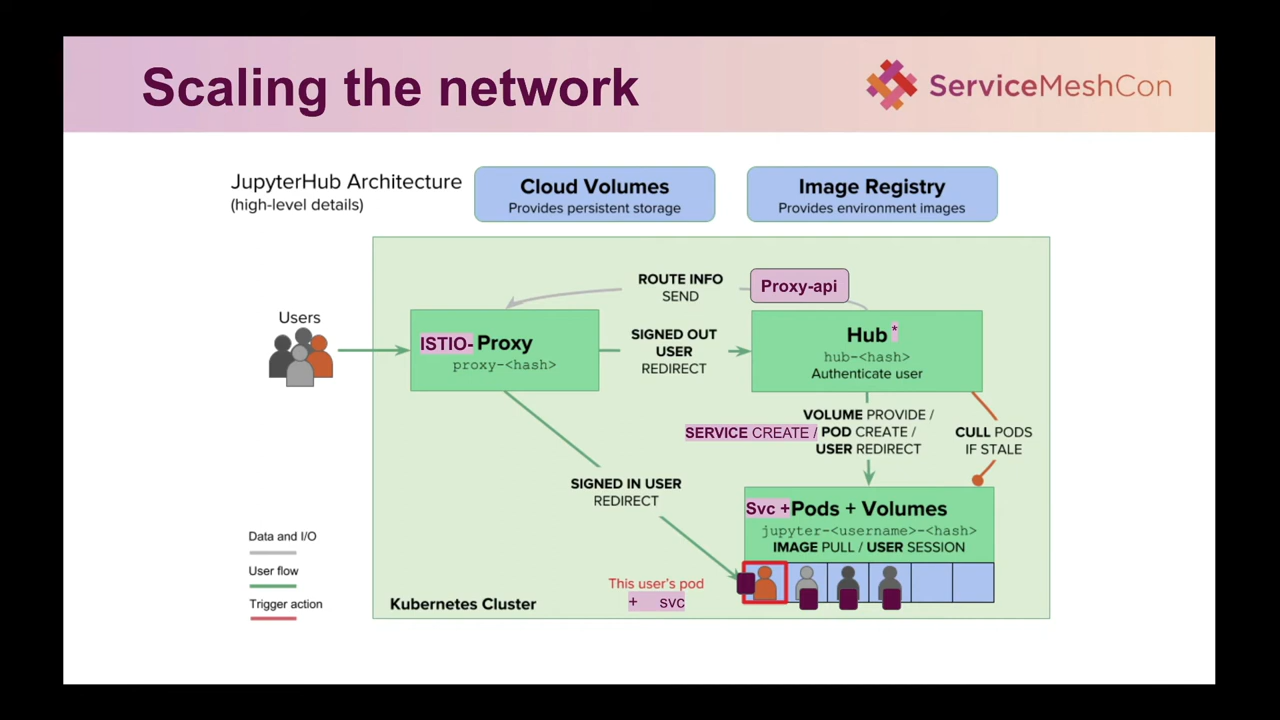 Scaling the network
ServiceMeshCon
JupyterHub Architecture
(high-level details)
Cloud Volumes
Provides persistent storage
Image Registry
Provides environment images
ROUTE INFO
SEND
Proxy-api
Users
ISTIO-Proxy
proxy-<hash>
SIGNED OUT
USER
REDIRECT
Hub *
hub-<hash>
Authenticate user
VOLUME PROVIDE /
SERVICE CREATE / POD CREATE /
USER REDIRECT
CULL PODS
IF STALE
SIGNED IN USER
REDIRECT
Svc +Pods + Volumes
jupyter-<username>-<hash>
IMAGE PULL / USER SESSION
Data and I/O
User flow
Trigger action
This user's pod
+ svc
Kubernetes Cluster